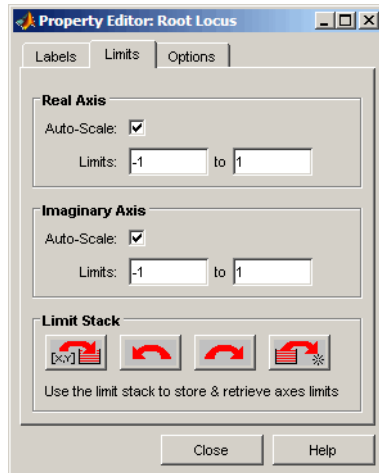 Property Editor: Root Locus
Labels Limits Options
Real Axis
Auto-Scale:
Limits: -1 to 1
Imaginary Axis
Auto-Scale:
Limits: -1 to 1
Limit Stack
[X,Y]
Use the limit stack to store & retrieve axes limits
Close Help